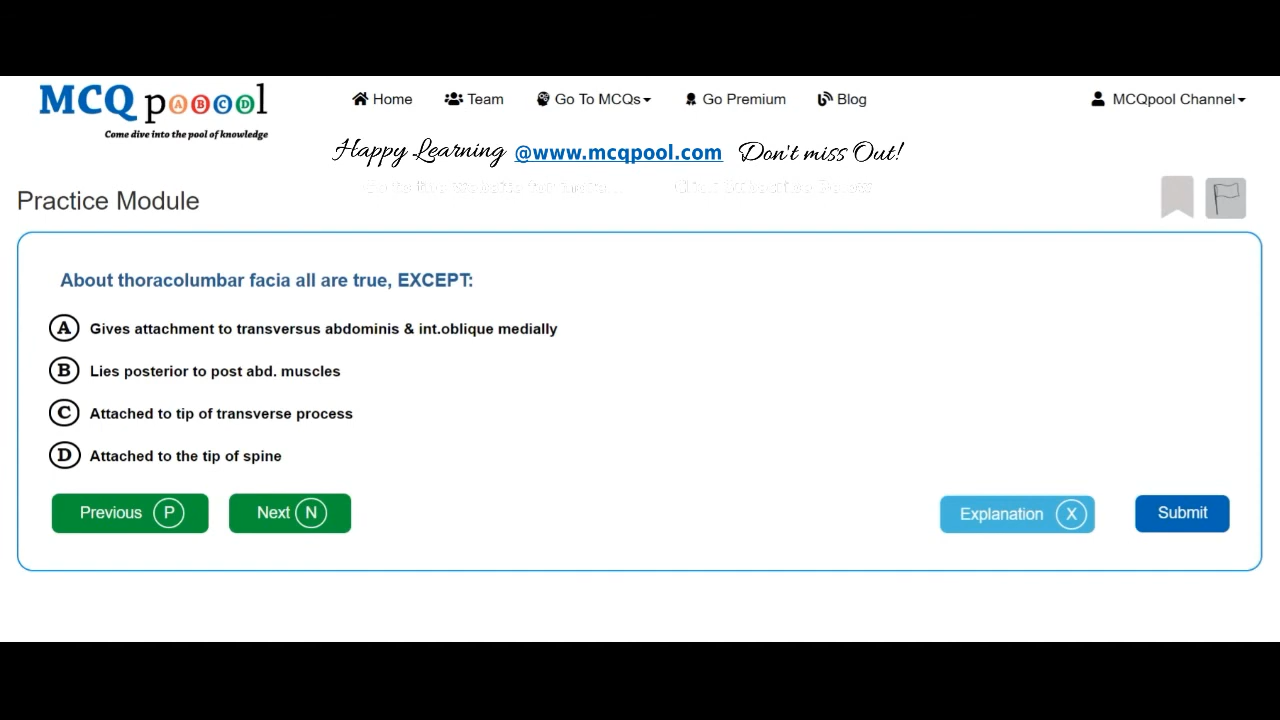 MCQ pABCDl
Come dive into the pool of knowledge
Home Team Go To MCQs Go Premium Blog MCQpool Channel
Happy Learning @www.mcqpool.com Don't miss Out!
Practice Module
About thoracolumbar facia all are true, EXCEPT:
A Gives attachment to transversus abdominis & int.oblique medially
B Lies posterior to post abd. muscles
C Attached to tip of transverse process
D Attached to the tip of spine
Previous P Next N Explanation X Submit